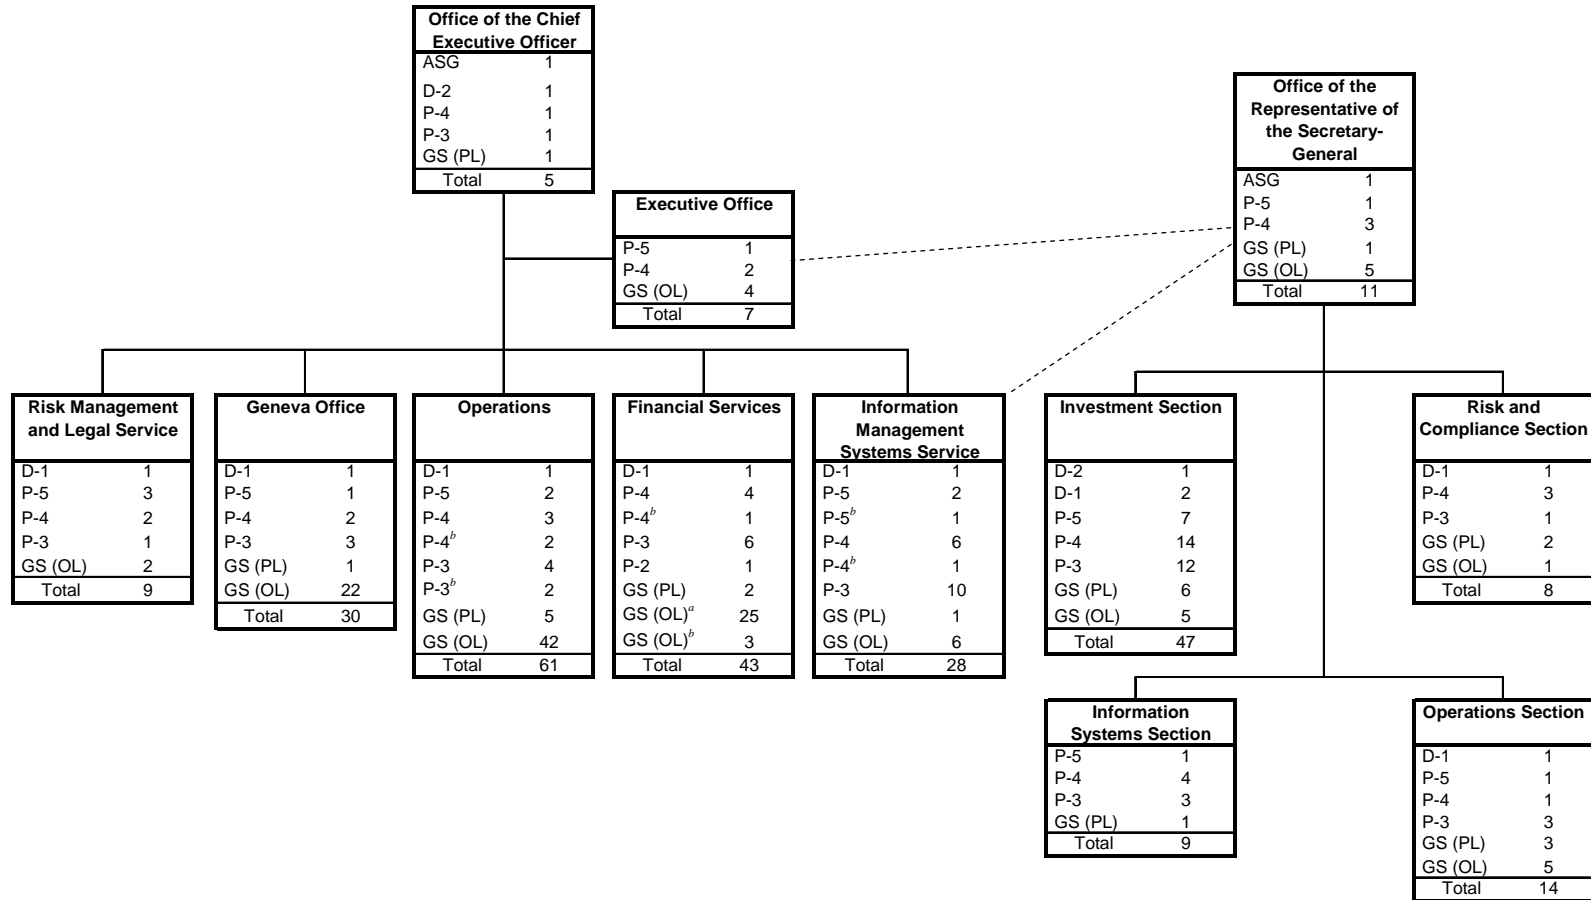 Office of the Chief
Executive Officer
ASG 1
D-2 1
P-4 1
P-3 1
GS (PL) 1
Total 5
Office of the
Representative of
the Secretary-
General
ASG 1
P-5 1
P-4 3
GS (PL) 1
GS (OL) 5
Total 11
Executive Office
P-5 1
P-4 2
GS (OL) 4
Total 7
Risk Management
and Legal Service
D-1 1
P-5 3
P-4 2
P-3 1
GS (OL) 2
Total 9
Geneva Office
D-1 1
P-5 1
P-4 2
P-3 3
GS (PL) 1
GS (OL) 22
Total 30
Operations
D-1 1
P-5 2
P-4 3
P-4b 2
P-3 4
P-3b 2
GS (PL) 5
GS (OL) 42
Total 61
Financial Services
D-1 1
P-4 4
P-4b 1
P-3 6
P-2 1
GS (PL) 2
GS (OL)a 25
GS (OL)b 3
Total 43
Information
Management
Systems Service
D-1 1
P-5 2
P-5b 1
P-4 6
P-4b 1
P-3 10
GS (PL) 1
GS (OL) 6
Total 28
Investment Section
D-2 1
D-1 2
P-5 7
P-4 14
P-3 12
GS (PL) 6
GS (OL) 5
Total 47
Risk and
Compliance Section
D-1 1
P-4 3
P-3 1
GS (PL) 2
GS (OL) 1
Total 8
Information
Systems Section
P-5 1
P-4 4
P-3 3
GS (PL) 1
Total 9
Operations Section
D-1 1
P-5 1
P-4 1
P-3 3
GS (PL) 3
GS (OL) 5
Total 14